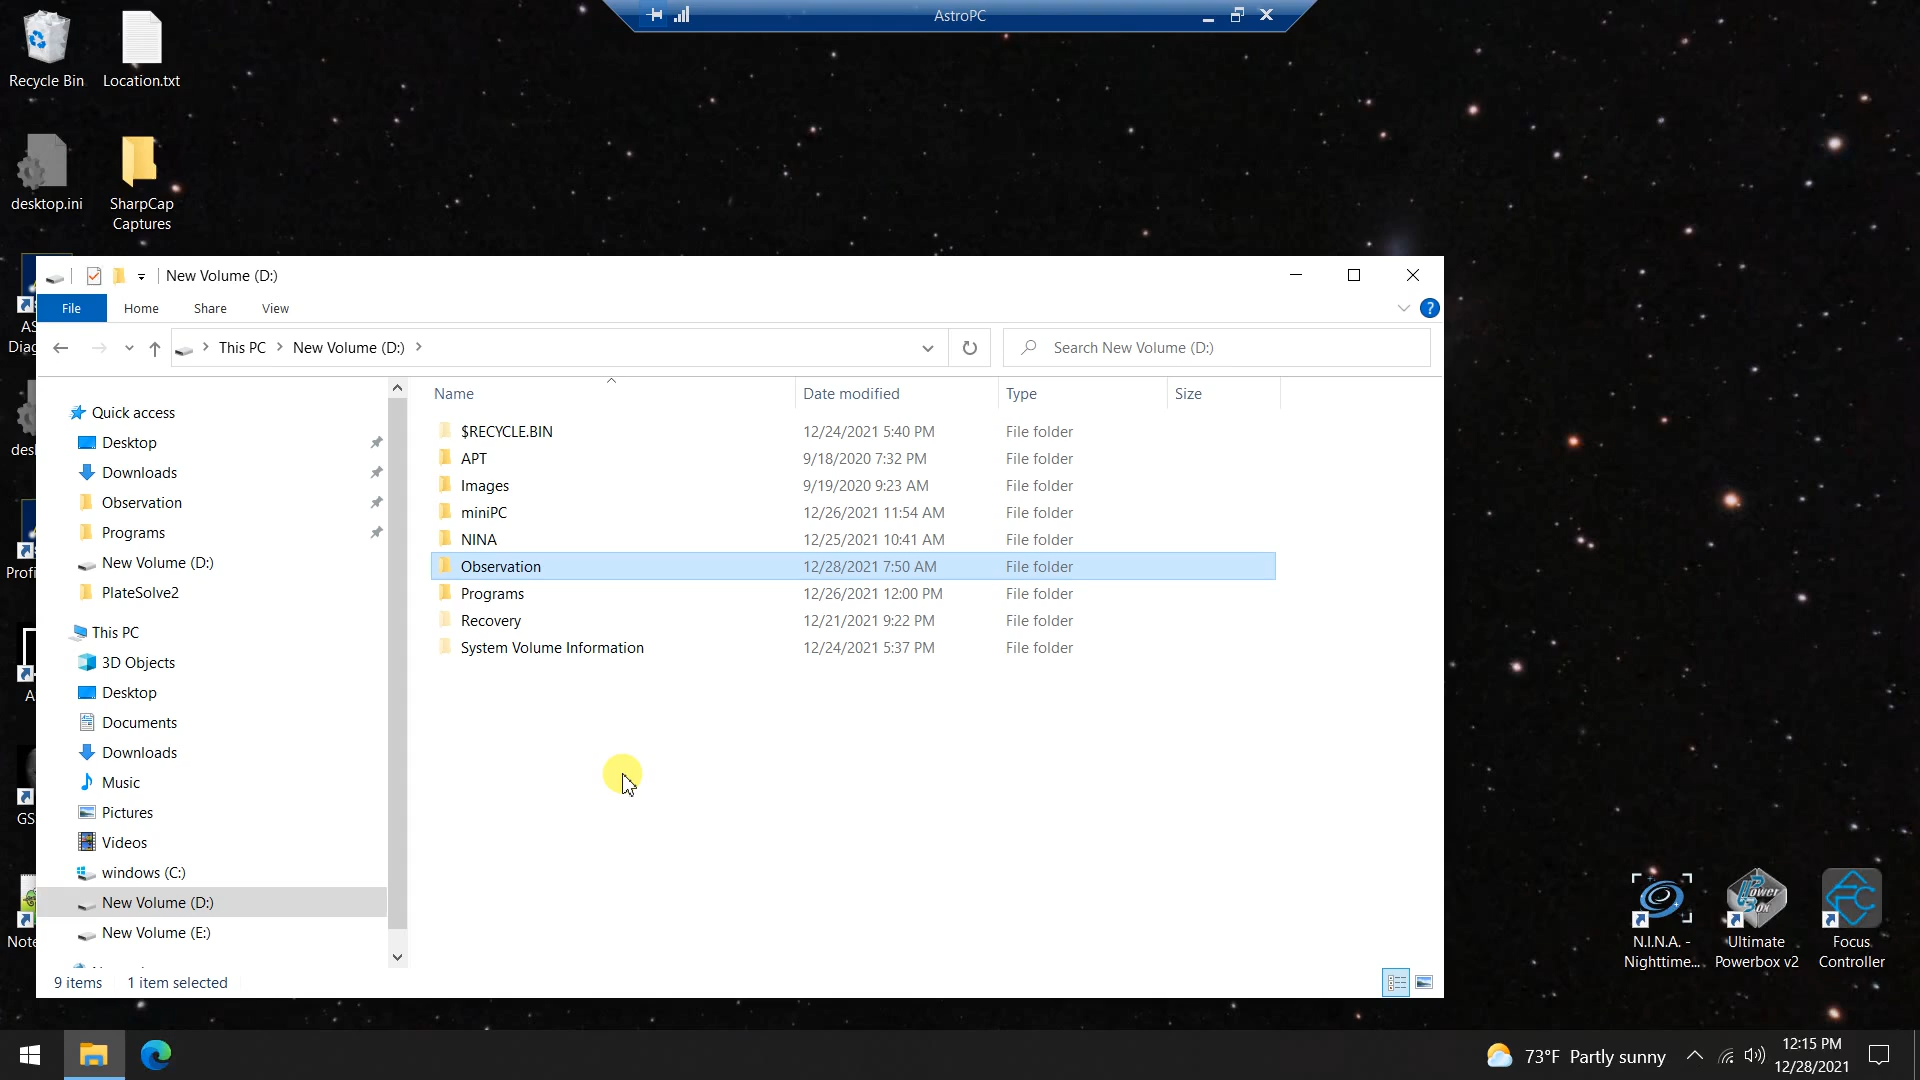 AstroPC
Recycle Bin
Location.txt
desktop.ini
SharpCap
Captures
New Volume (D:)
File
Home
Share
View
?
This PC
New Volume (D:)
Search New Volume (D:)
Name
Date modified
Type
Size
Quick access
Desktop
Downloads
Observation
Programs
New Volume (D:)
PlateSolve2
This PC
3D Objects
Desktop
Documents
Downloads
Music
Pictures
Videos
windows (C:)
New Volume (D:)
New Volume (E:)
$RECYCLE.BIN 12/24/2021 5:40 PM File folder
APT 9/18/2020 7:32 PM File folder
Images 9/19/2020 9:23 AM File folder
miniPC 12/26/2021 11:54 AM File folder
NINA 12/25/2021 10:41 AM File folder
Observation 12/28/2021 7:50 AM File folder
Programs 12/26/2021 12:00 PM File folder
Recovery 12/21/2021 9:22 PM File folder
System Volume Information 12/24/2021 5:37 PM File folder
9 items
1 item selected
AS
Diag
desk
Profi
A
GS
Note
N.I.N.A. -
Nighttime...
Ultimate
Powerbox v2
Focus
Controller
73°F Partly sunny
12:15 PM
12/28/2021